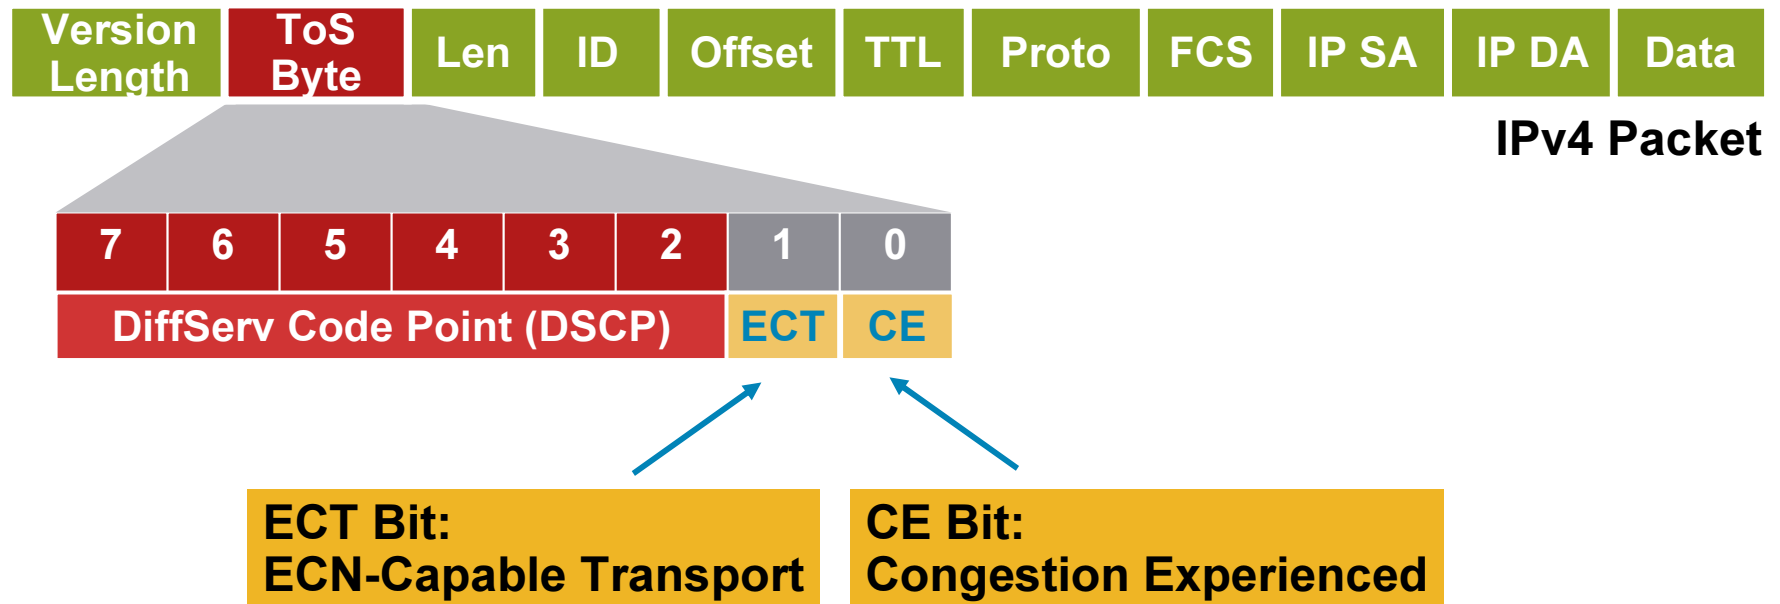 Version Length ToS Byte Len ID Offset TTL Proto FCS IP SA IP DA Data
IPv4 Packet
7 6 5 4 3 2 1 0
DiffServ Code Point (DSCP) ECT CE
ECT Bit:
ECN-Capable Transport
CE Bit:
Congestion Experienced